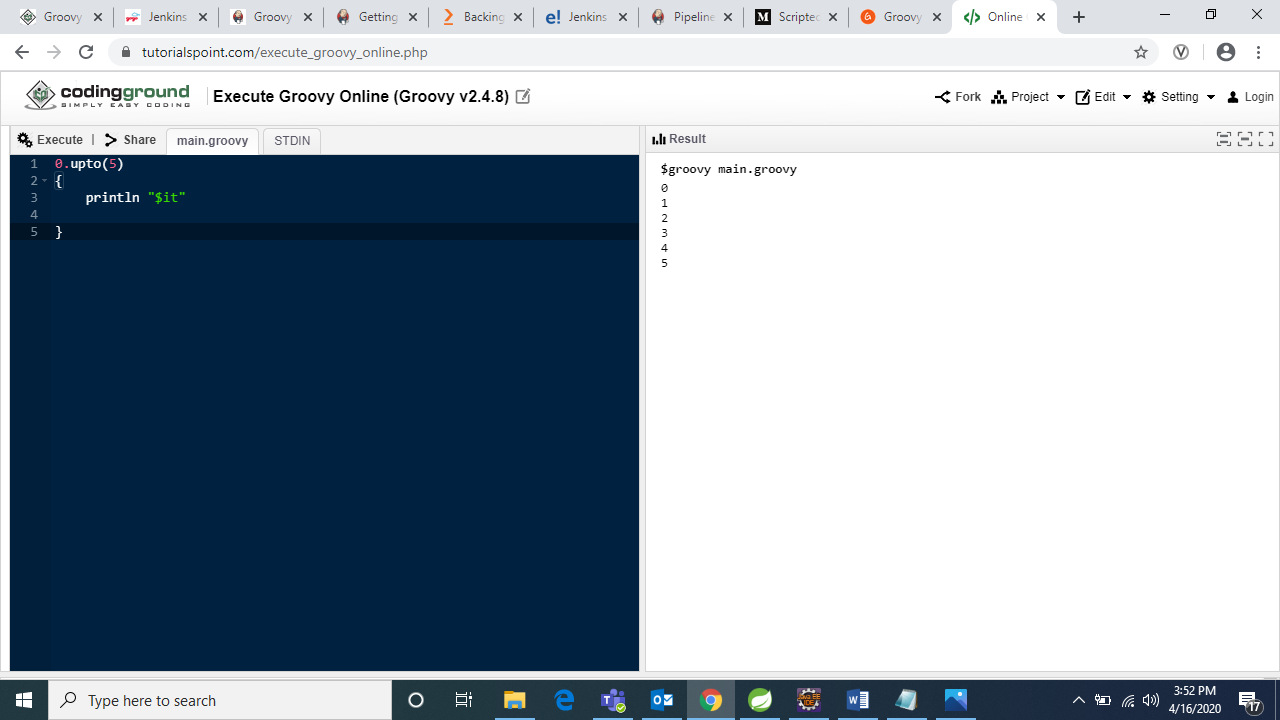 Groovy
Jenkins
Groovy
Getting
Backing
Jenkins
Pipeline
Scripted
Groovy
Online
tutorialspoint.com/execute_groovy_online.php
codingground
SIMPLY EASY CODING
Execute Groovy Online (Groovy v2.4.8)
Fork
Project
Edit
Setting
Login
Execute | Share
main.groovy
STDIN
1 0.upto(5)
2 {
3 println "$it"
4
5 }
Result
$groovy main.groovy
0
1
2
3
4
5
Type here to search
3:52 PM
4/16/2020
17